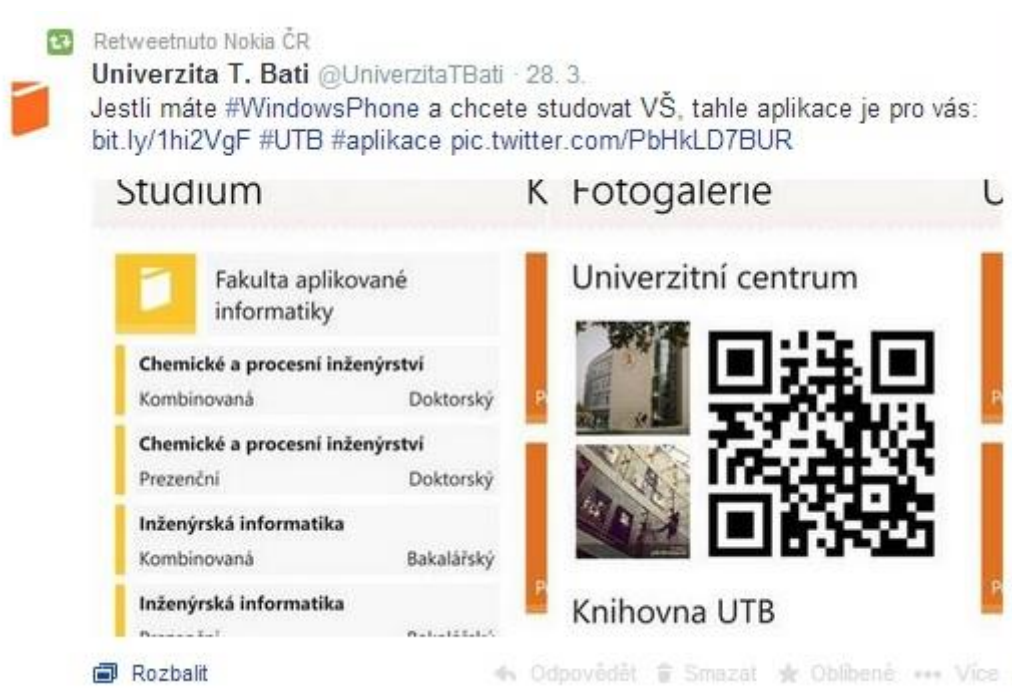 Retweetnuto Nokia ČR
Univerzita T. Bati @UniverzitaTBati · 28. 3.
Jestli máte #WindowsPhone a chcete studovat VŠ, tahle aplikace je pro vás:
bit.ly/1hi2VgF #UTB #aplikace pic.twitter.com/PbHkLD7BUR
Studium
K
Fotogalerie
U
Fakulta aplikované
informatiky
Chemické a procesní inženýrství
Kombinovaná Doktorský
Chemické a procesní inženýrství
Prezenční Doktorský
Inženýrská informatika
Kombinovaná Bakalářský
Inženýrská informatika
Prezenční Bakalářský
Univerzitní centrum
Knihovna UTB
Rozbalit
Odpovědět Smazat Oblíbené Více